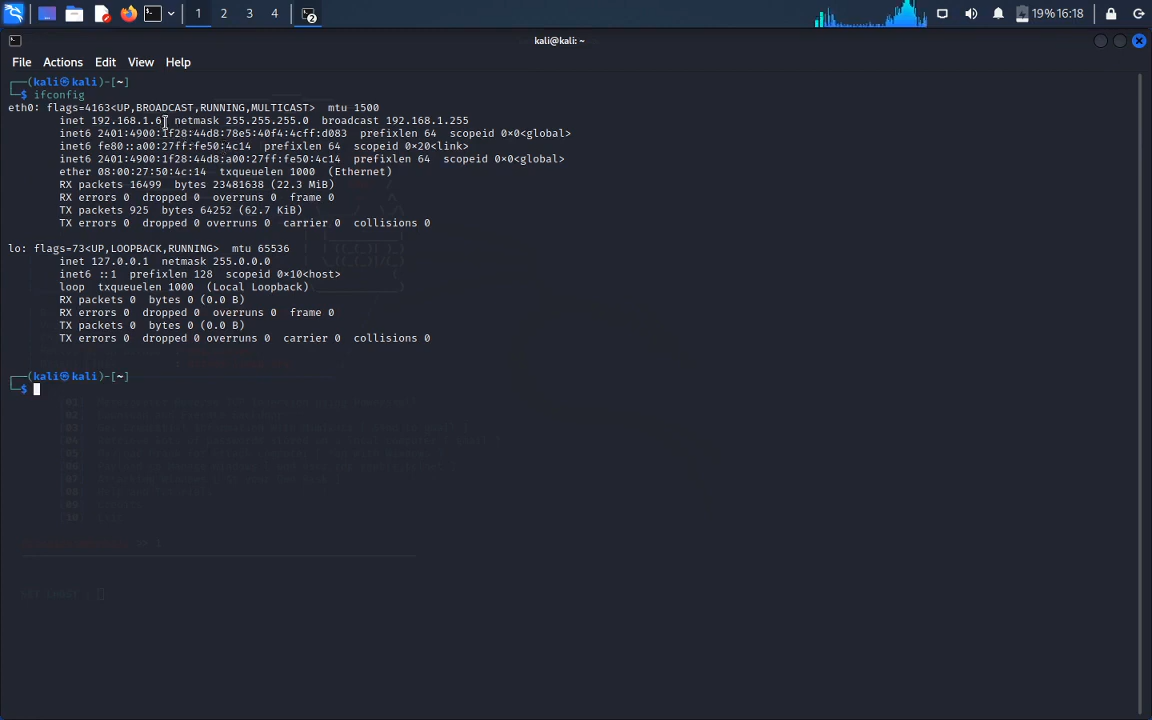 1 2 3 4 2 19% 16:18
kali@kali: ~
File Actions Edit View Help
┌──(kali㉿kali)-[~]
└─$ ifconfig
eth0: flags=4163<UP,BROADCAST,RUNNING,MULTICAST> mtu 1500
inet 192.168.1.6 netmask 255.255.255.0 broadcast 192.168.1.255
inet6 2401:4900:1f28:44d8:78e5:40f4:4cff:d083 prefixlen 64 scopeid 0×0<global>
inet6 fe80::a00:27ff:fe50:4c14 prefixlen 64 scopeid 0×20<link>
inet6 2401:4900:1f28:44d8:a00:27ff:fe50:4c14 prefixlen 64 scopeid 0×0<global>
ether 08:00:27:50:4c:14 txqueuelen 1000 (Ethernet)
RX packets 16499 bytes 23481638 (22.3 MiB)
RX errors 0 dropped 0 overruns 0 frame 0
TX packets 925 bytes 64252 (62.7 KiB)
TX errors 0 dropped 0 overruns 0 carrier 0 collisions 0
lo: flags=73<UP,LOOPBACK,RUNNING> mtu 65536
inet 127.0.0.1 netmask 255.0.0.0
inet6 ::1 prefixlen 128 scopeid 0×10<host>
loop txqueuelen 1000 (Local Loopback)
RX packets 0 bytes 0 (0.0 B)
RX errors 0 dropped 0 overruns 0 frame 0
TX packets 0 bytes 0 (0.0 B)
TX errors 0 dropped 0 overruns 0 carrier 0 collisions 0
┌──(kali㉿kali)-[~]
└─$